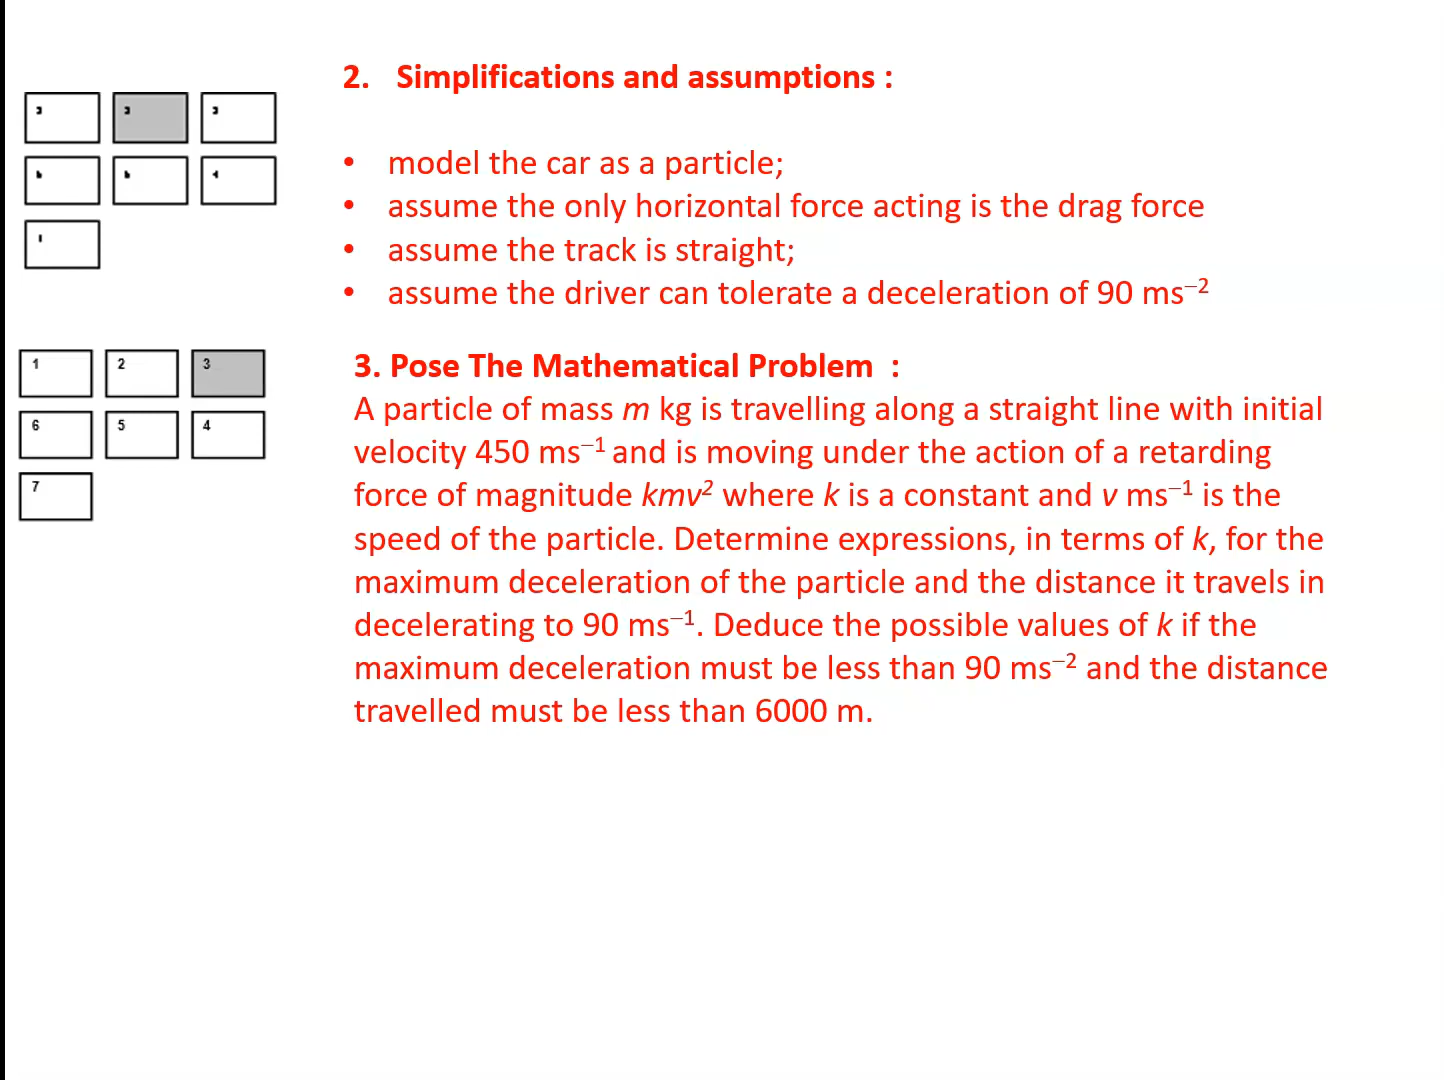 2. Simplifications and assumptions :
• model the car as a particle;
• assume the only horizontal force acting is the drag force
• assume the track is straight;
• assume the driver can tolerate a deceleration of 90 ms⁻²
1 2 3
6 5 4
7
3. Pose The Mathematical Problem :
A particle of mass m kg is travelling along a straight line with initial
velocity 450 ms⁻¹ and is moving under the action of a retarding
force of magnitude kmv² where k is a constant and v ms⁻¹ is the
speed of the particle. Determine expressions, in terms of k, for the
maximum deceleration of the particle and the distance it travels in
decelerating to 90 ms⁻¹. Deduce the possible values of k if the
maximum deceleration must be less than 90 ms⁻² and the distance
travelled must be less than 6000 m.